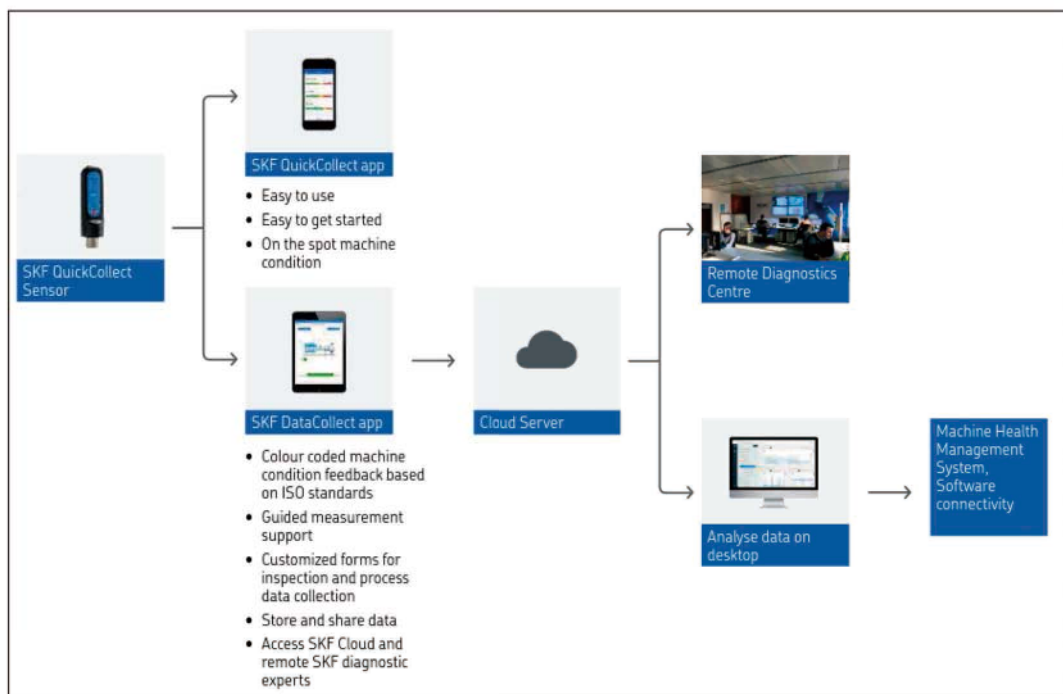 SKF QuickCollect
Sensor
SKF QuickCollect app
• Easy to use
• Easy to get started
• On the spot machine
condition
SKF DataCollect app
• Colour coded machine
condition feedback based
on ISO standards
• Guided measurement
support
• Customized forms for
inspection and process
data collection
• Store and share data
• Access SKF Cloud and
remote SKF diagnostic
experts
Cloud Server
Remote Diagnostics
Centre
Analyse data on
desktop
Machine Health
Management
System,
Software
connectivity